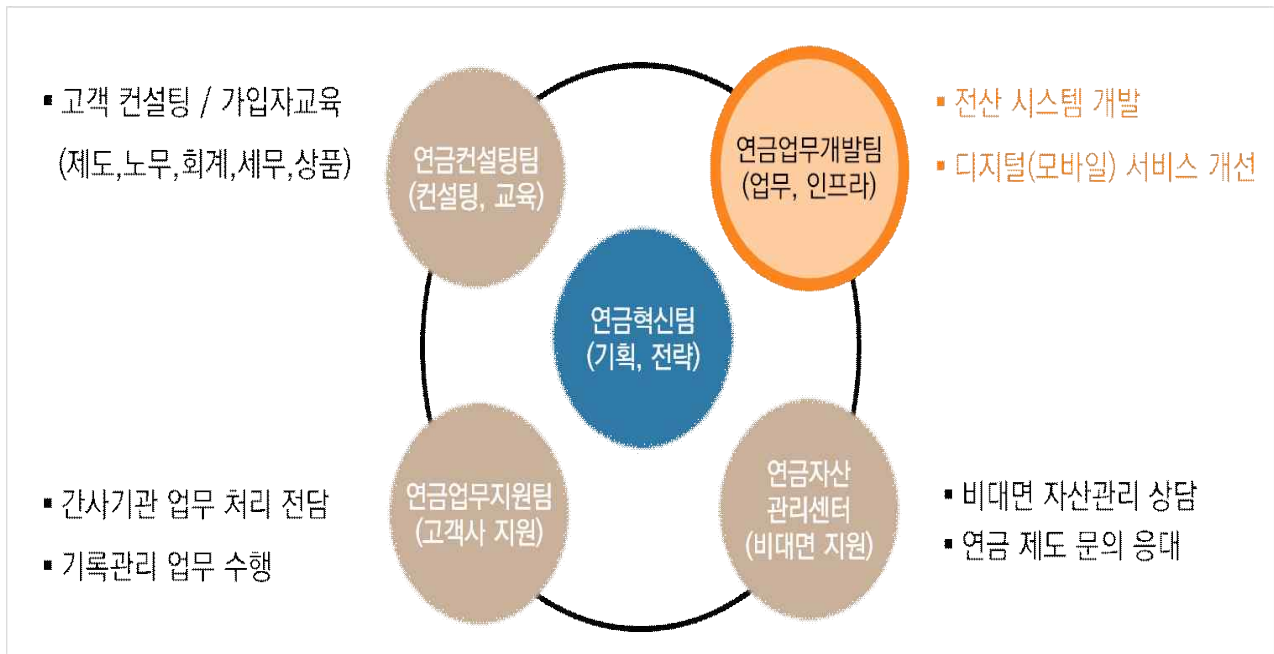 ▪ 고객 컨설팅 / 가입자교육
(제도,노무,회계,세무,상품)
연금컨설팅팀
(컨설팅, 교육)
연금업무개발팀
(업무, 인프라)
▪ 전산 시스템 개발
▪ 디지털(모바일) 서비스 개선
연금혁신팀
(기획, 전략)
▪ 간사기관 업무 처리 전담
▪ 기록관리 업무 수행
연금업무지원팀
(고객사 지원)
연금자산
관리센터
(비대면 지원)
▪ 비대면 자산관리 상담
▪ 연금 제도 문의 응대